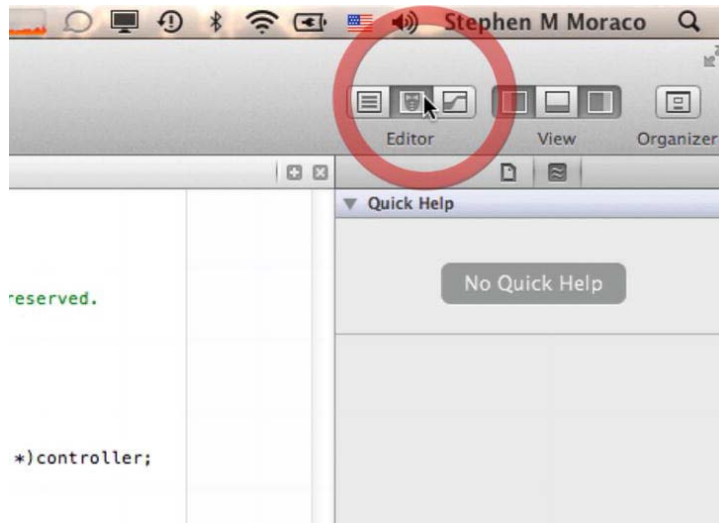 Stephen M Moraco
Editor View Organizer
Quick Help
No Quick Help
reserved.
*)controller;